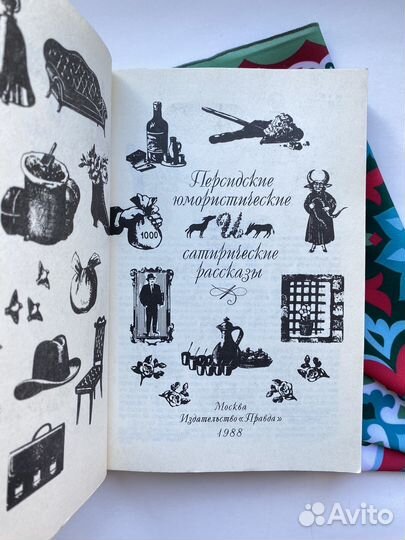 Персидские
юмористические
1000
и
сатирические
рассказы
Москва
Издательство «Правда»
1988
Avito